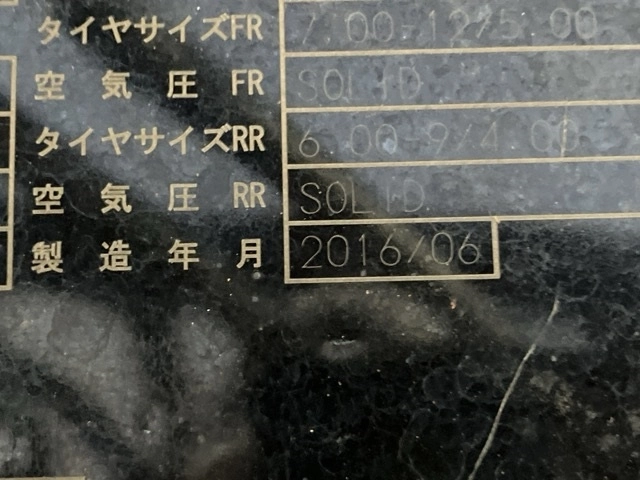 タイヤサイズFR 7.00-12/5.00
空気圧 FR SOLID
タイヤサイズRR 6.00-9/4.00
空気圧 RR SOLID
製造年月 2016/06